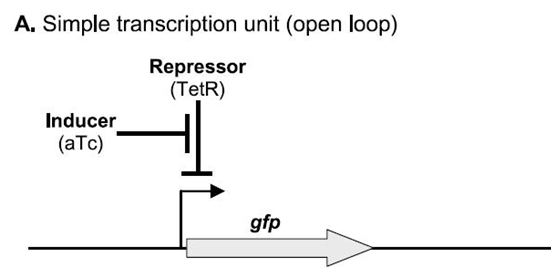 A. Simple transcription unit (open loop)
Repressor
(TetR)
Inducer
(aTc)
gfp